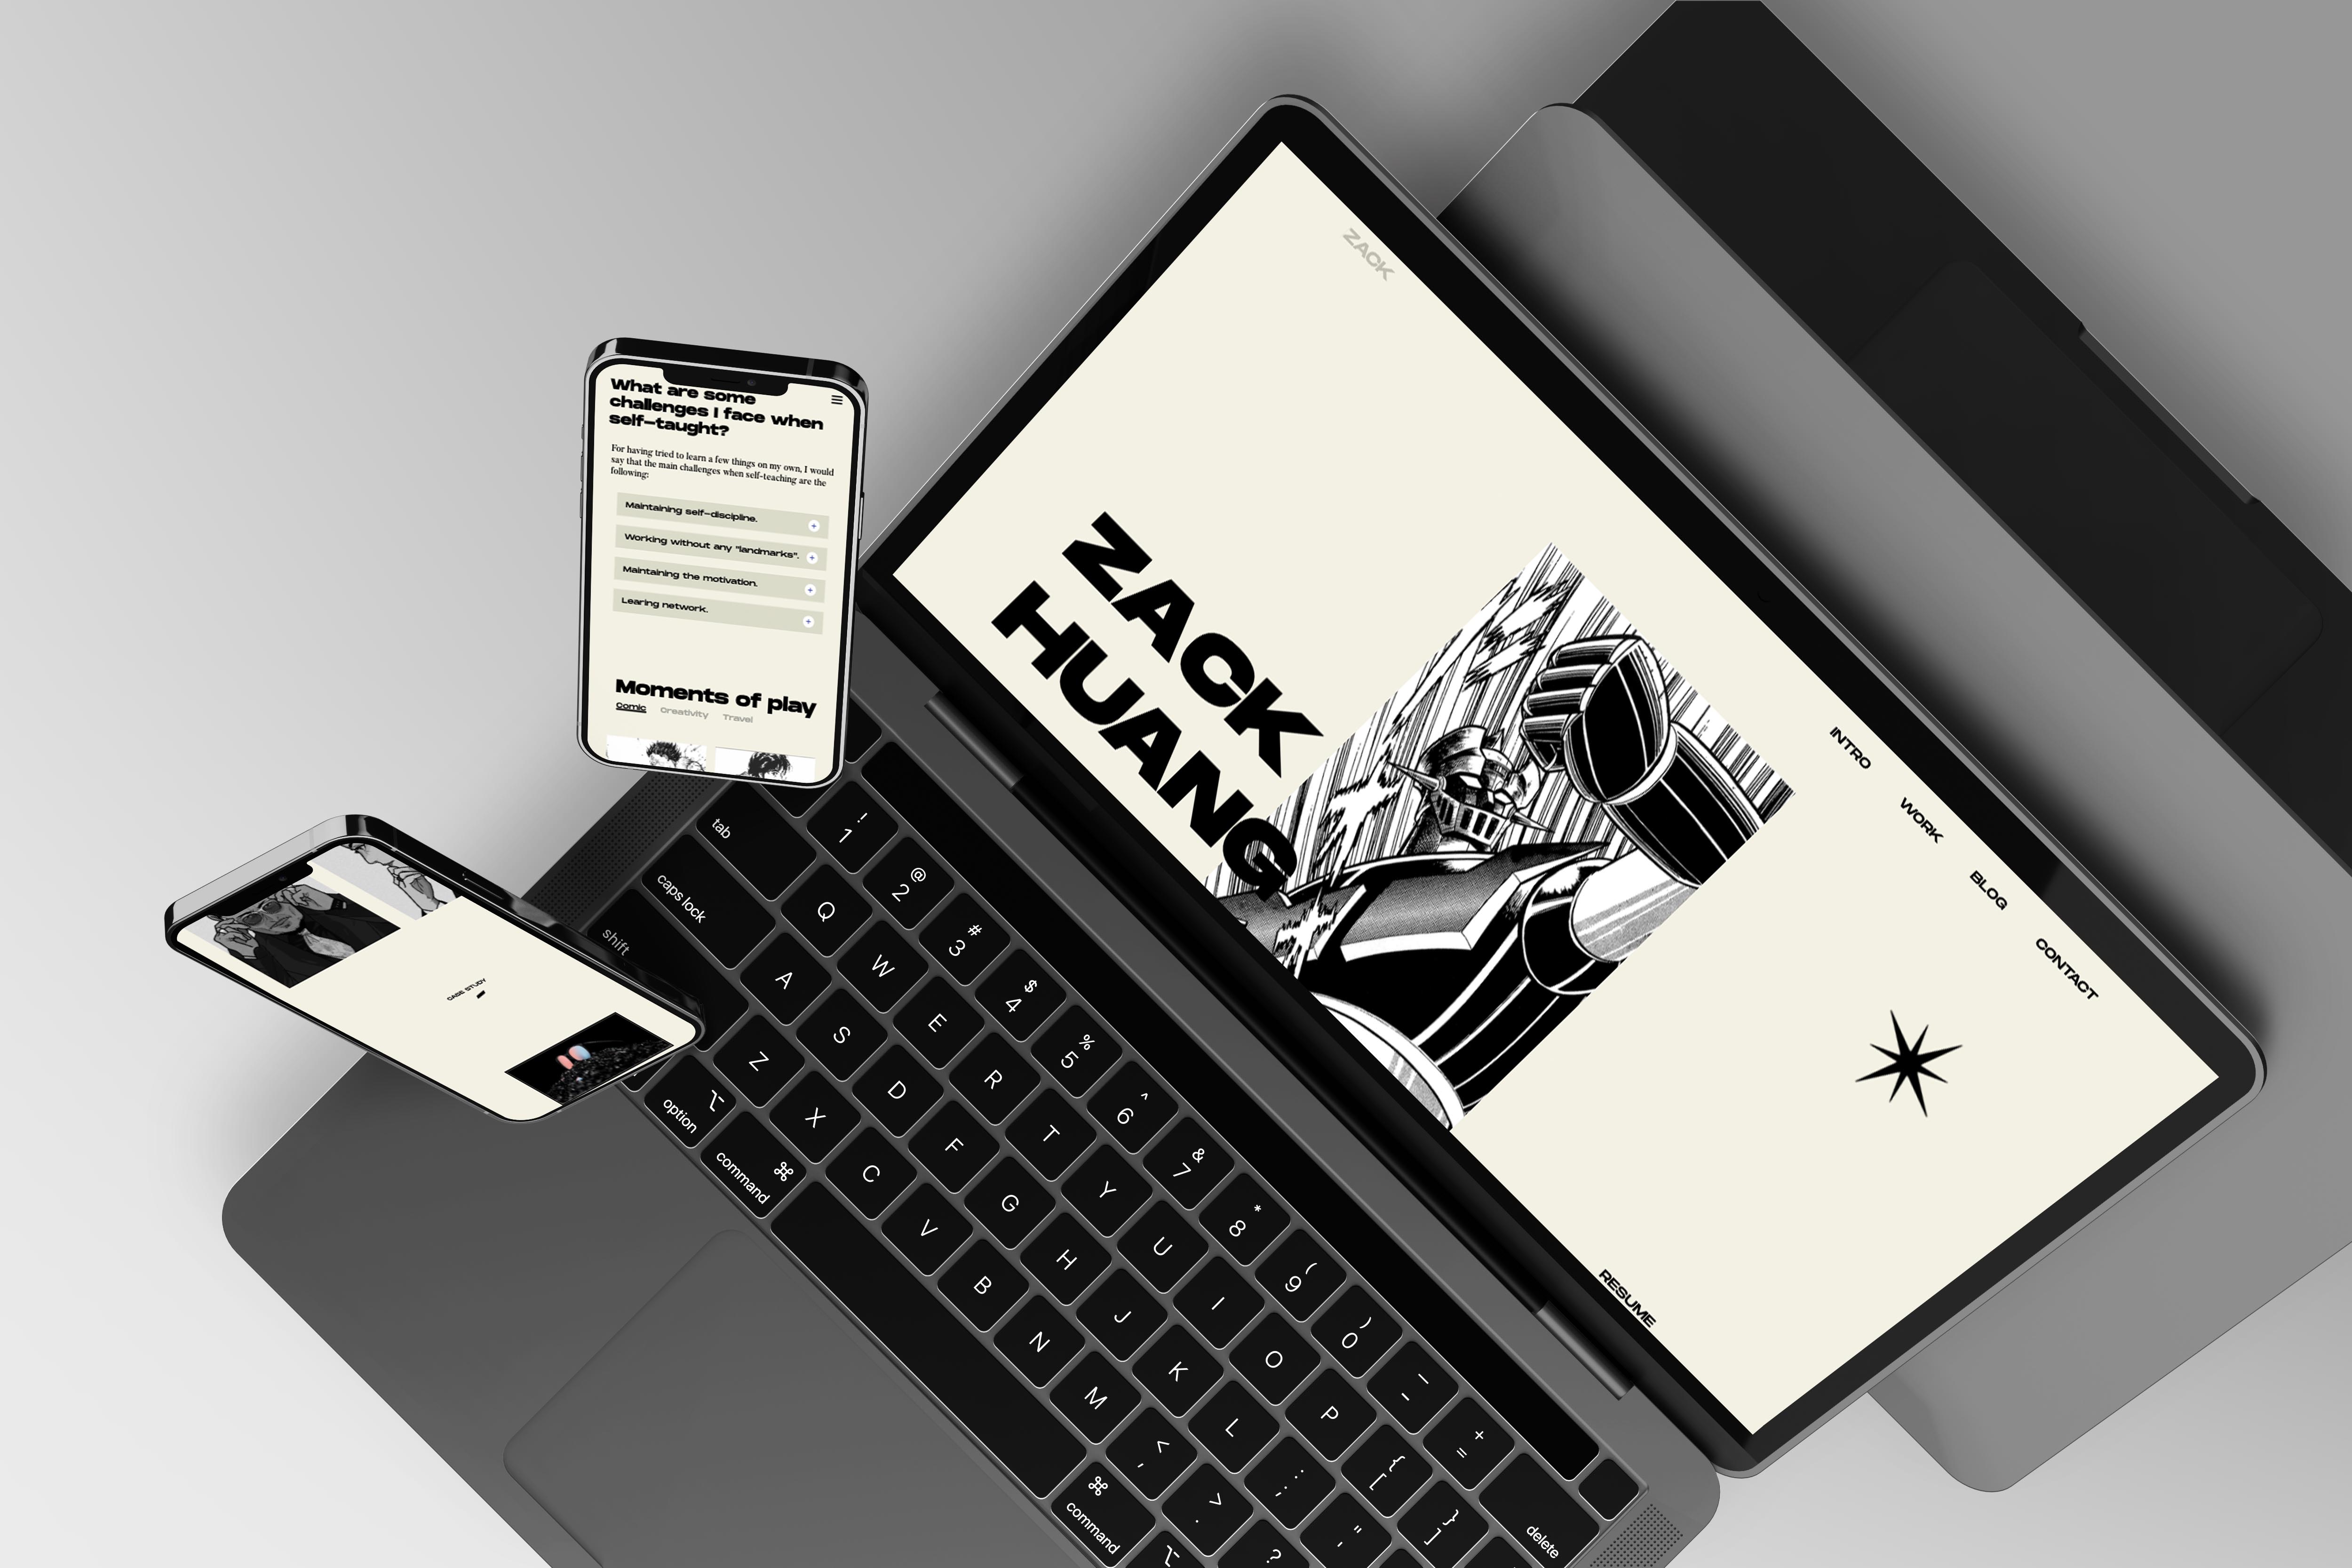 ZACK
INTRO
WORK
BLOG
CONTACT
ZACK
HUANG
RESUME
What are some
challenges I face when
self-taught?
For having tried to learn a few things on my own, I would
say that the main challenges when self-teaching are the
following:
Maintaining self-discipline. +
Working without any "landmarks". +
Maintaining the motivation. +
Learing network. +
Moments of play
Comic Creativity Travel
CASE STUDY
! 1 @ 2 # 3 $ 4 % 5 ^ 6 & 7 * 8 ( 9 ) 0 _ - + = delete
tab Q W E R T Y U I O P { [ } ]
caps lock A S D F G H J K L : ; " '
shift Z X C V B N M < , > . ?
⌥ option ⌘ command ⌘ command ⌥